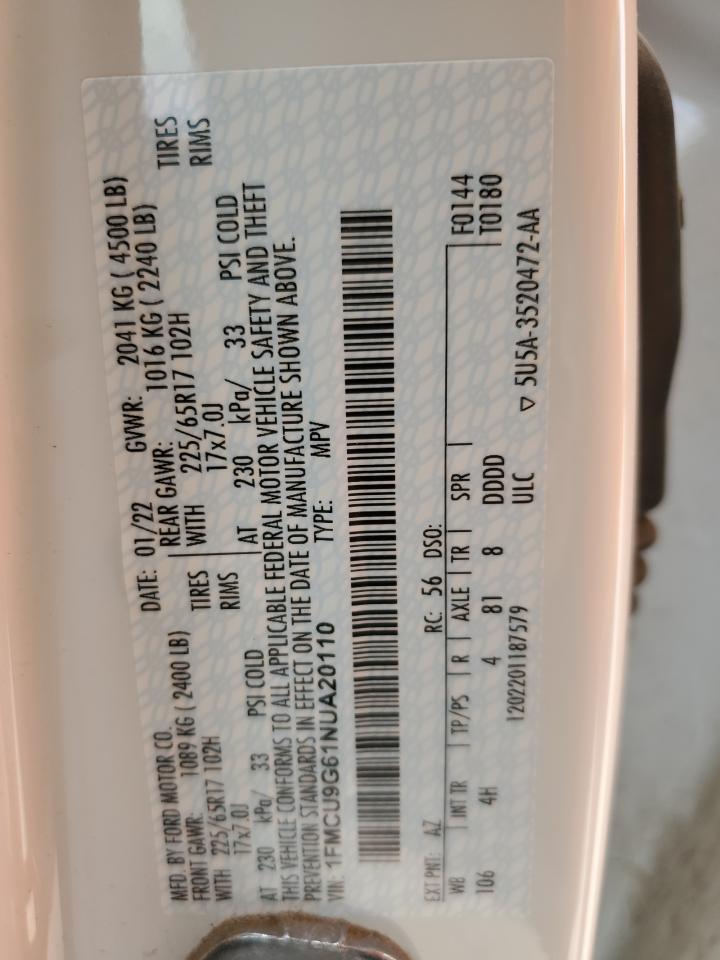 MFD. BY FORD MOTOR CO. DATE: 01/22 GVWR: 2041 KG ( 4500 LB)
FRONT GAWR: 1089 KG ( 2400 LB) REAR GAWR: 1016 KG ( 2240 LB)
WITH 225/65R17 102H TIRES WITH 225/65R17 102H TIRES
17x7.0J RIMS 17x7.0J RIMS
AT 230 kPa/ 33 PSI COLD AT 230 kPa/ 33 PSI COLD
THIS VEHICLE CONFORMS TO ALL APPLICABLE FEDERAL MOTOR VEHICLE SAFETY AND THEFT
PREVENTION STANDARDS IN EFFECT ON THE DATE OF MANUFACTURE SHOWN ABOVE.
VIN: 1FMCU9G61NUA20110 TYPE: MPV
EXT PNT: AZ RC: 56 DSO:
WB INT TR TP/PS R AXLE TR SPR F0144
106 4H 4 81 8 DDDD T0180
1202201187579 ULC ▽ 5U5A-3520472-AA